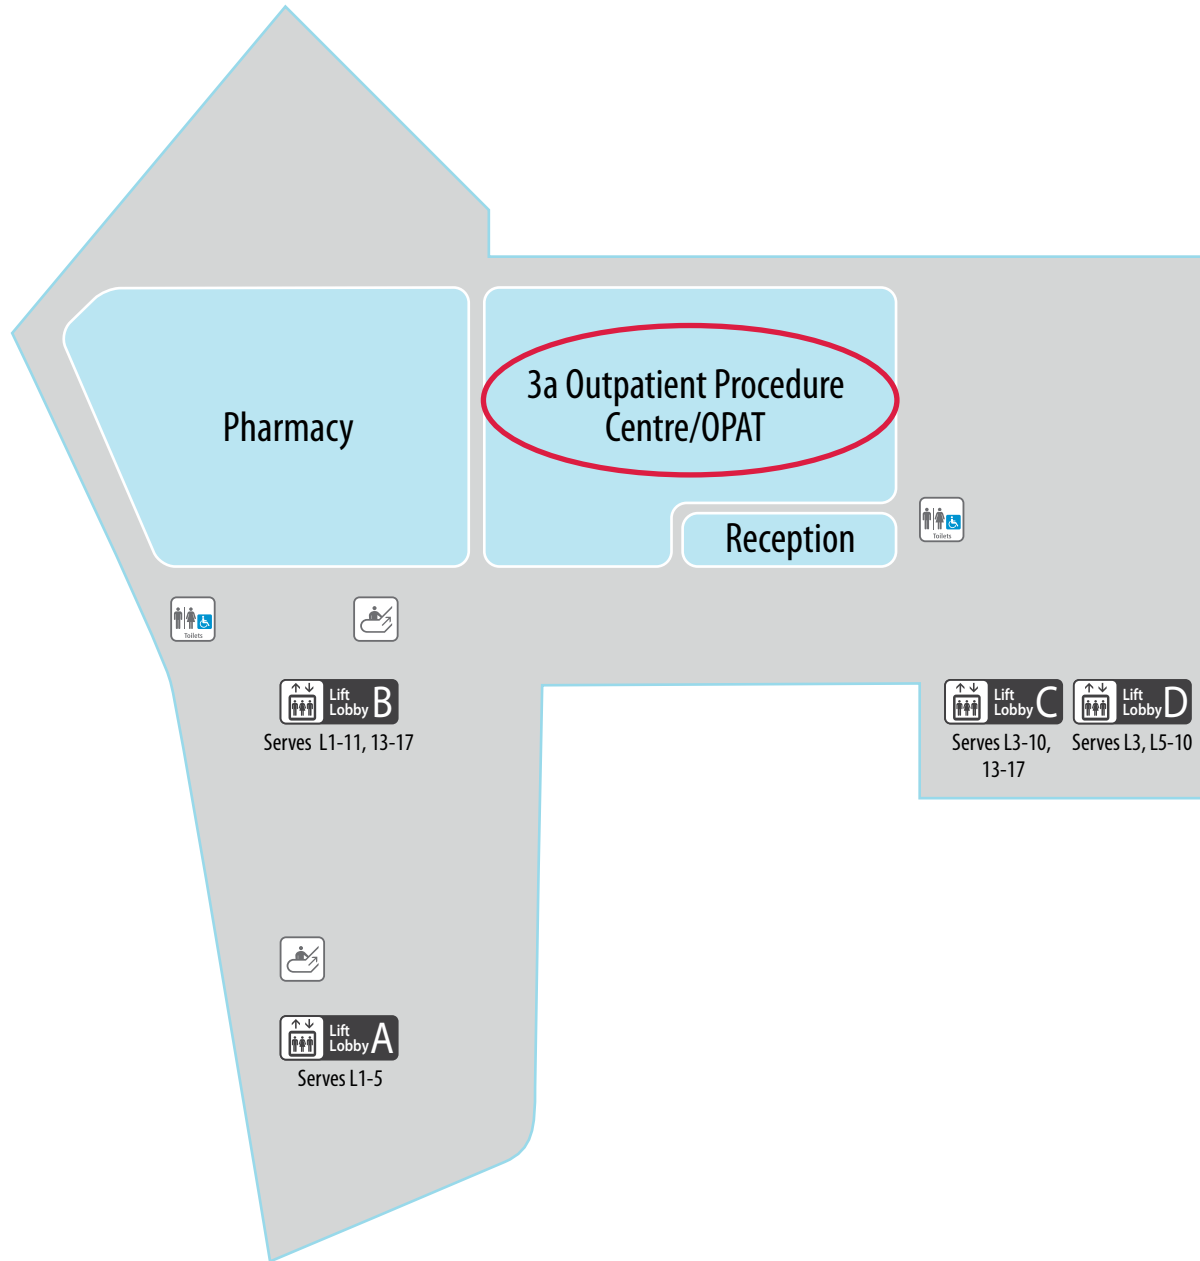 3a Outpatient Procedure
Centre/OPAT
Pharmacy
Reception
Toilets
Toilets
Lift
Lobby B
Serves L1-11, 13-17
Lift
Lobby C
Serves L3-10,
13-17
Lift
Lobby D
Serves L3, L5-10
Lift
Lobby A
Serves L1-5